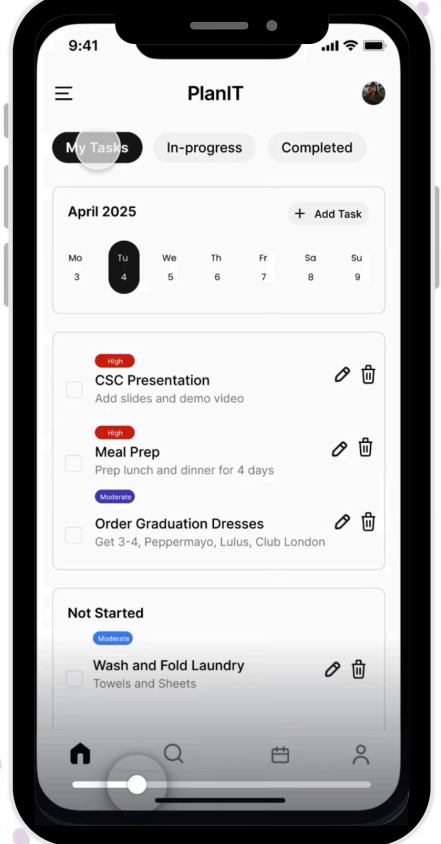 9:41
PlanIT
My Tasks In-progress Completed
April 2025 + Add Task
Mo Tu We Th Fr Sa Su
3 4 5 6 7 8 9
High
CSC Presentation
Add slides and demo video
High
Meal Prep
Prep lunch and dinner for 4 days
Moderate
Order Graduation Dresses
Get 3-4, Peppermayo, Lulus, Club London
Not Started
Moderate
Wash and Fold Laundry
Towels and Sheets